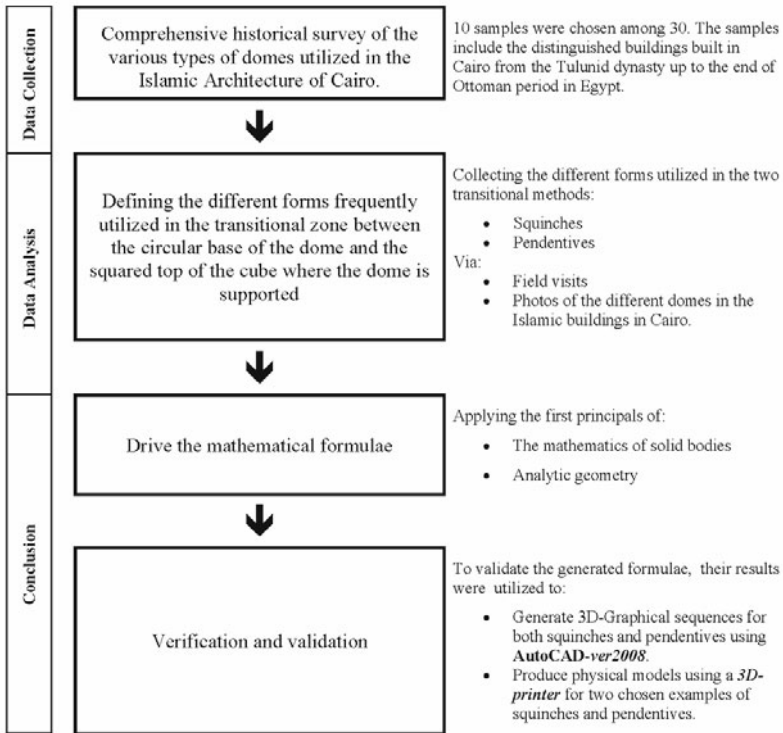 Data Collection
Comprehensive historical survey of the
various types of domes utilized in the
Islamic Architecture of Cairo.
10 samples were chosen among 30. The samples
include the distinguished buildings built in
Cairo from the Tulunid dynasty up to the end of
Ottoman period in Egypt.
Data Analysis
Defining the different forms frequently
utilized in the transitional zone between
the circular base of the dome and the
squared top of the cube where the dome is
supported
Collecting the different forms utilized in the two
transitional methods:
• Squinches
• Pendentives
Via:
• Field visits
• Photos of the different domes in the
Islamic buildings in Cairo.
Conclusion
Drive the mathematical formulae
Applying the first principals of:
• The mathematics of solid bodies
• Analytic geometry
Verification and validation
To validate the generated formulae, their results
were utilized to:
• Generate 3D-Graphical sequences for
both squinches and pendentives using
AutoCAD-ver2008.
• Produce physical models using a 3D-
printer for two chosen examples of
squinches and pendentives.